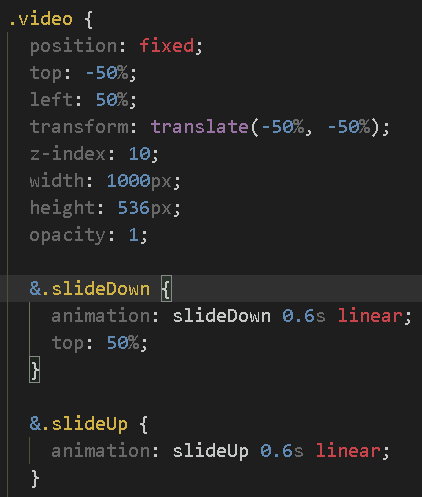 .video {
position: fixed;
top: -50%;
left: 50%;
transform: translate(-50%, -50%);
z-index: 10;
width: 1000px;
height: 536px;
opacity: 1;
&.slideDown {
animation: slideDown 0.6s linear;
top: 50%;
}
&.slideUp {
animation: slideUp 0.6s linear;
}